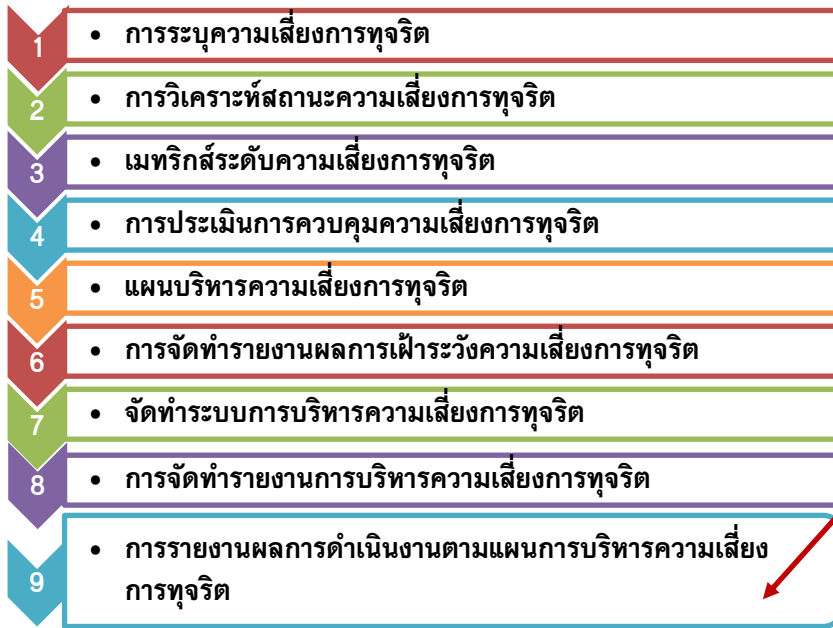 1 • การระบุความเสี่ยงการทุจริต
2 • การวิเคราะห์สถานะความเสี่ยงการทุจริต
3 • เมทริกส์ระดับความเสี่ยงการทุจริต
4 • การประเมินการควบคุมความเสี่ยงการทุจริต
5 • แผนบริหารความเสี่ยงการทุจริต
6 • การจัดทำรายงานผลการเฝ้าระวังความเสี่ยงการทุจริต
7 • จัดทำระบบการบริหารความเสี่ยงการทุจริต
8 • การจัดทำรายงานการบริหารความเสี่ยงการทุจริต
9 • การรายงานผลการดำเนินงานตามแผนการบริหารความเสี่ยง
การทุจริต